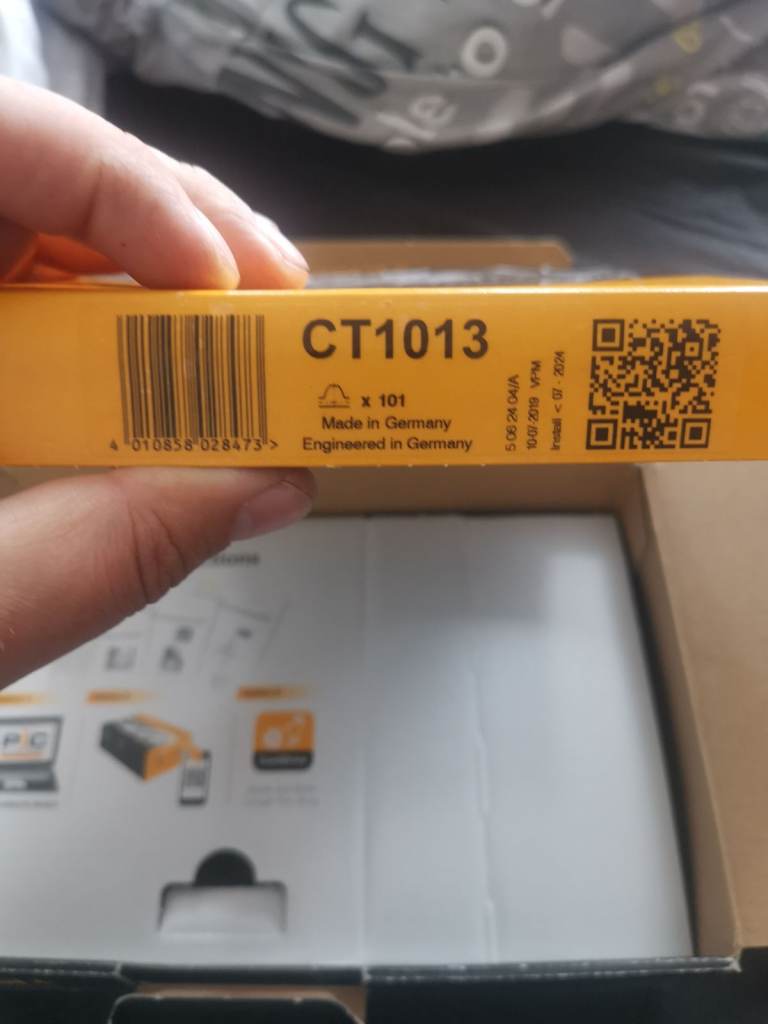 CT1013
x 101
Made in Germany
Engineered in Germany
4 010858 028473 >
5 06 24 04/A
10-07-2019 VPM
Install < 07 - 2024
P C